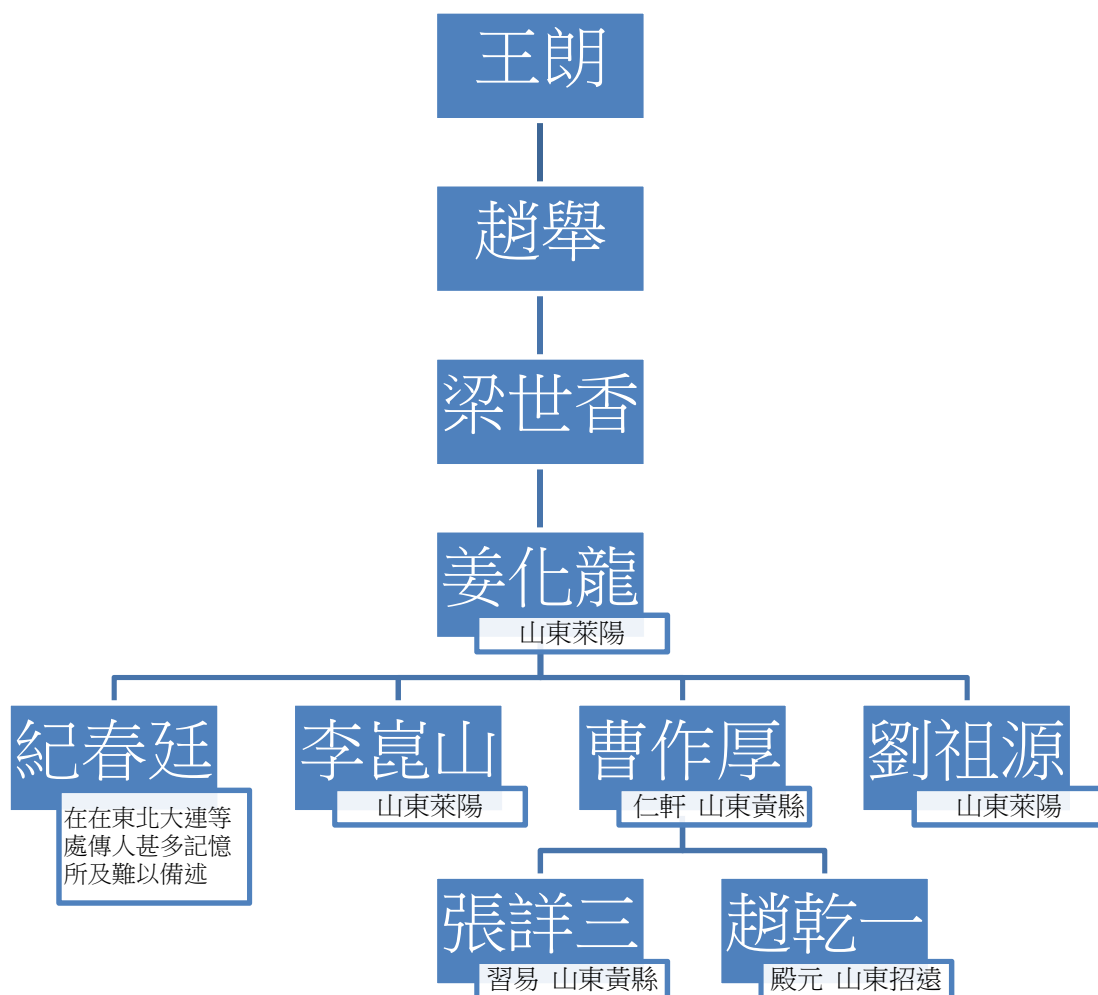 王朗
趙舉
梁世香
姜化龍
山東萊陽
紀春廷
在在東北大連等
處傳人甚多記憶
所及難以備述
李崑山
山東萊陽
曹作厚
仁軒 山東黃縣
劉祖源
山東萊陽
張詳三
習易 山東黃縣
趙乾一
殿元 山東招遠